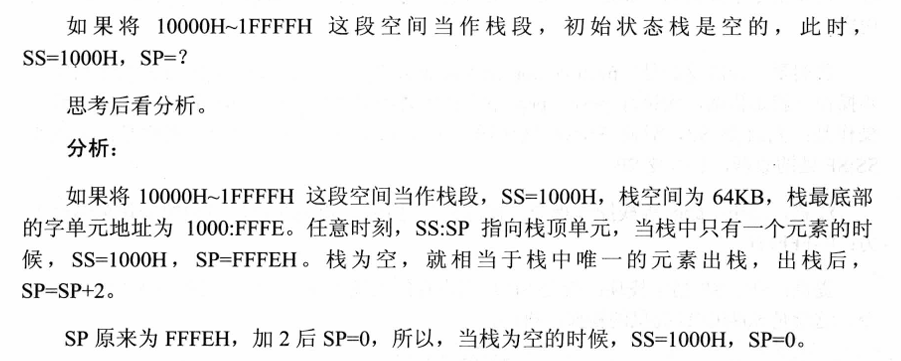 如果将 10000H~1FFFFH 这段空间当作栈段，初始状态栈是空的，此时，
SS=1000H，SP=？
思考后看分析。
分析：
如果将 10000H~1FFFFH 这段空间当作栈段，SS=1000H，栈空间为 64KB，栈最底部
的字单元地址为 1000:FFFE。任意时刻，SS:SP 指向栈顶单元，当栈中只有一个元素的时
候，SS=1000H，SP=FFFEH。栈为空，就相当于栈中唯一的元素出栈，出栈后，
SP=SP+2。
SP 原来为 FFFEH，加 2 后 SP=0，所以，当栈为空的时候，SS=1000H，SP=0。